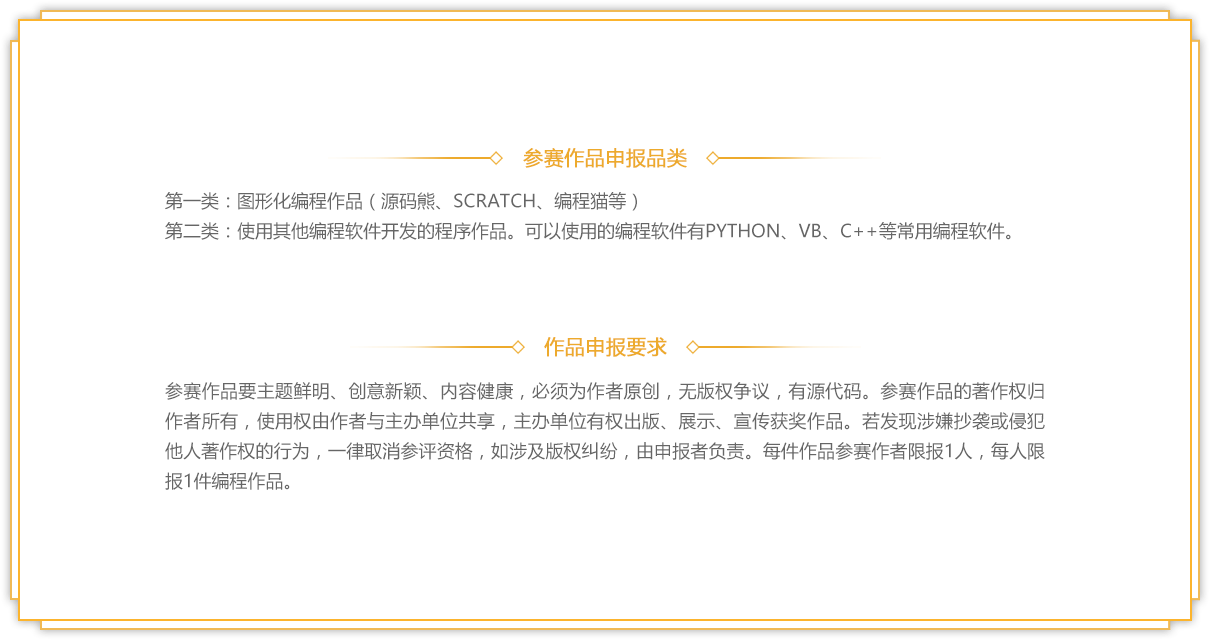 参赛作品申报品类
第一类：图形化编程作品（源码熊、SCRATCH、编程猫等）
第二类：使用其他编程软件开发的程序作品。可以使用的编程软件有PYTHON、VB、C++等常用编程软件。
作品申报要求
参赛作品要主题鲜明、创意新颖、内容健康，必须为作者原创，无版权争议，有源代码。参赛作品的著作权归
作者所有，使用权由作者与主办单位共享，主办单位有权出版、展示、宣传获奖作品。若发现涉嫌抄袭或侵犯
他人著作权的行为，一律取消参评资格，如涉及版权纠纷，由申报者负责。每件作品参赛作者限报1人，每人限
报1件编程作品。